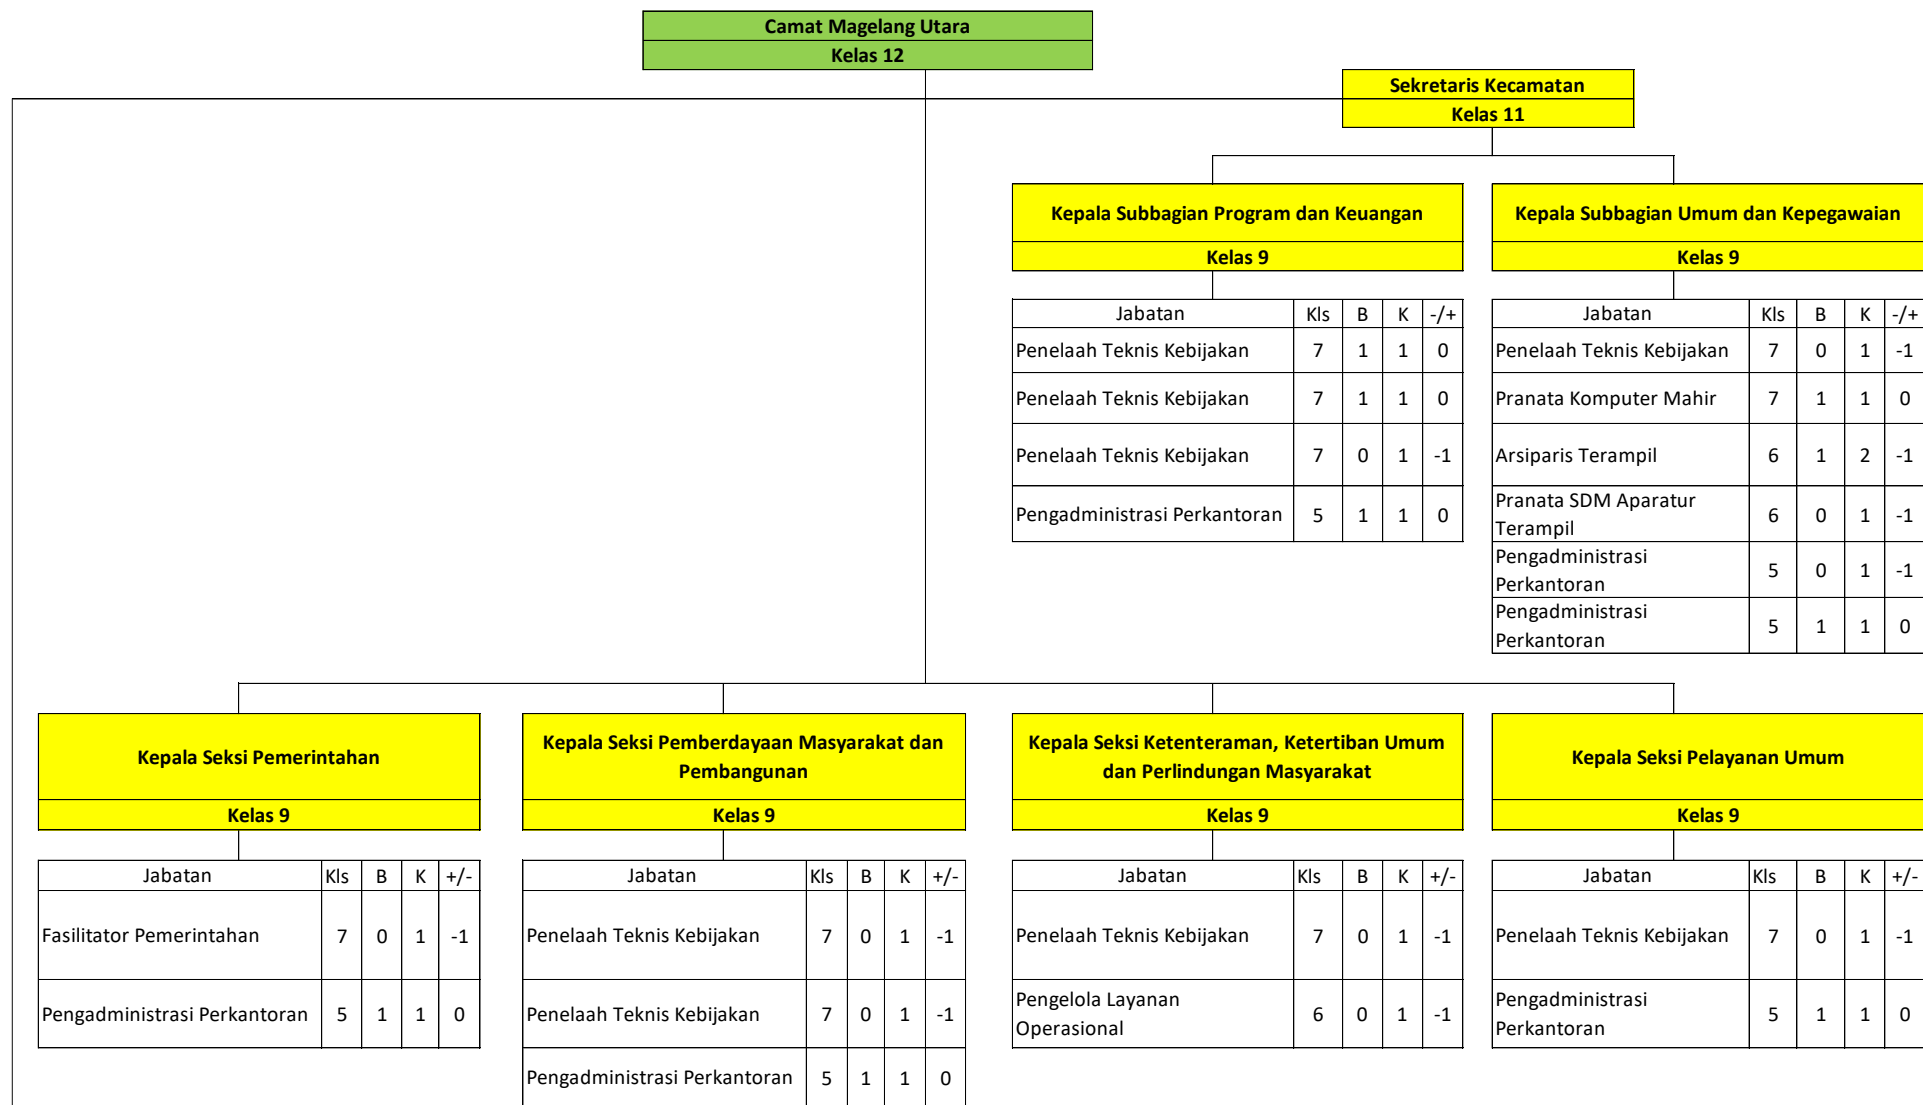 Camat Magelang Utara
Kelas 12
Sekretaris Kecamatan
Kelas 11
Kepala Subbagian Program dan Keuangan
Kelas 9
Jabatan Kls B K -/+
Penelaah Teknis Kebijakan 7 1 1 0
Penelaah Teknis Kebijakan 7 1 1 0
Penelaah Teknis Kebijakan 7 0 1 -1
Pengadministrasi Perkantoran 5 1 1 0
Kepala Subbagian Umum dan Kepegawaian
Kelas 9
Jabatan Kls B K -/+
Penelaah Teknis Kebijakan 7 0 1 -1
Pranata Komputer Mahir 7 1 1 0
Arsiparis Terampil 6 1 2 -1
Pranata SDM Aparatur
Terampil 6 0 1 -1
Pengadministrasi
Perkantoran 5 0 1 -1
Pengadministrasi
Perkantoran 5 1 1 0
Kepala Seksi Pemerintahan
Kelas 9
Jabatan Kls B K +/-
Fasilitator Pemerintahan 7 0 1 -1
Pengadministrasi Perkantoran 5 1 1 0
Kepala Seksi Pemberdayaan Masyarakat dan
Pembangunan
Kelas 9
Jabatan Kls B K +/-
Penelaah Teknis Kebijakan 7 0 1 -1
Penelaah Teknis Kebijakan 7 0 1 -1
Pengadministrasi Perkantoran 5 1 1 0
Kepala Seksi Ketenteraman, Ketertiban Umum
dan Perlindungan Masyarakat
Kelas 9
Jabatan Kls B K +/-
Penelaah Teknis Kebijakan 7 0 1 -1
Pengelola Layanan
Operasional 6 0 1 -1
Kepala Seksi Pelayanan Umum
Kelas 9
Jabatan Kls B K +/-
Penelaah Teknis Kebijakan 7 0 1 -1
Pengadministrasi
Perkantoran 5 1 1 0